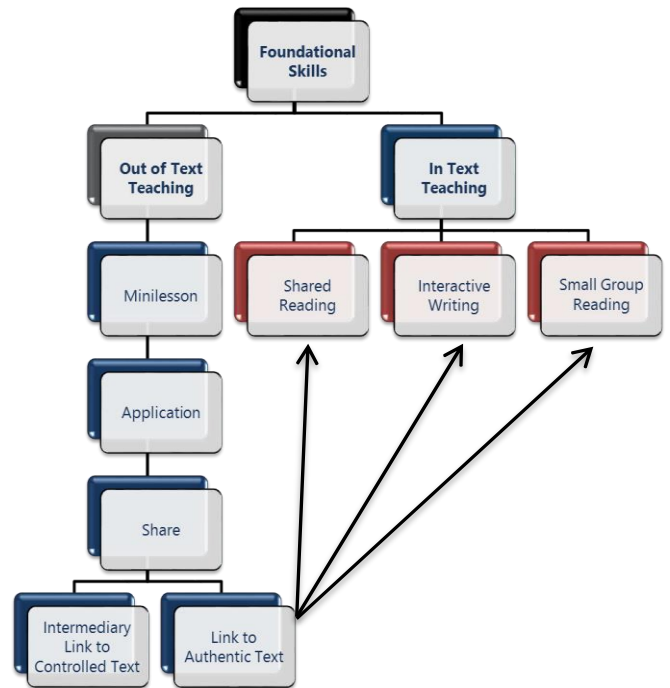 Foundational
Skills
Out of Text
Teaching
In Text
Teaching
Minilesson
Shared
Reading
Interactive
Writing
Small Group
Reading
Application
Share
Intermediary
Link to
Controlled Text
Link to
Authentic Text